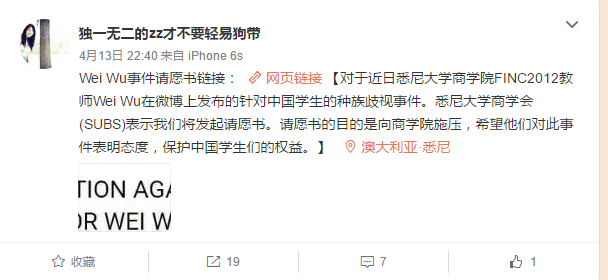 独一无二的zz才不要轻易狗带
4月13日 22:40 来自 iPhone 6s
Wei Wu事件请愿书链接： 网页链接 【对于近日悉尼大学商学院FINC2012教
师Wei Wu在微博上发布的针对中国学生的种族歧视事件。悉尼大学商学会
(SUBS)表示我们将发起请愿书。请愿书的目的是向商学院施压，希望他们对此事
件表明态度，保护中国学生们的权益。】 澳大利亚·悉尼
TION AGA
OR WEI W
收藏 19 7 1